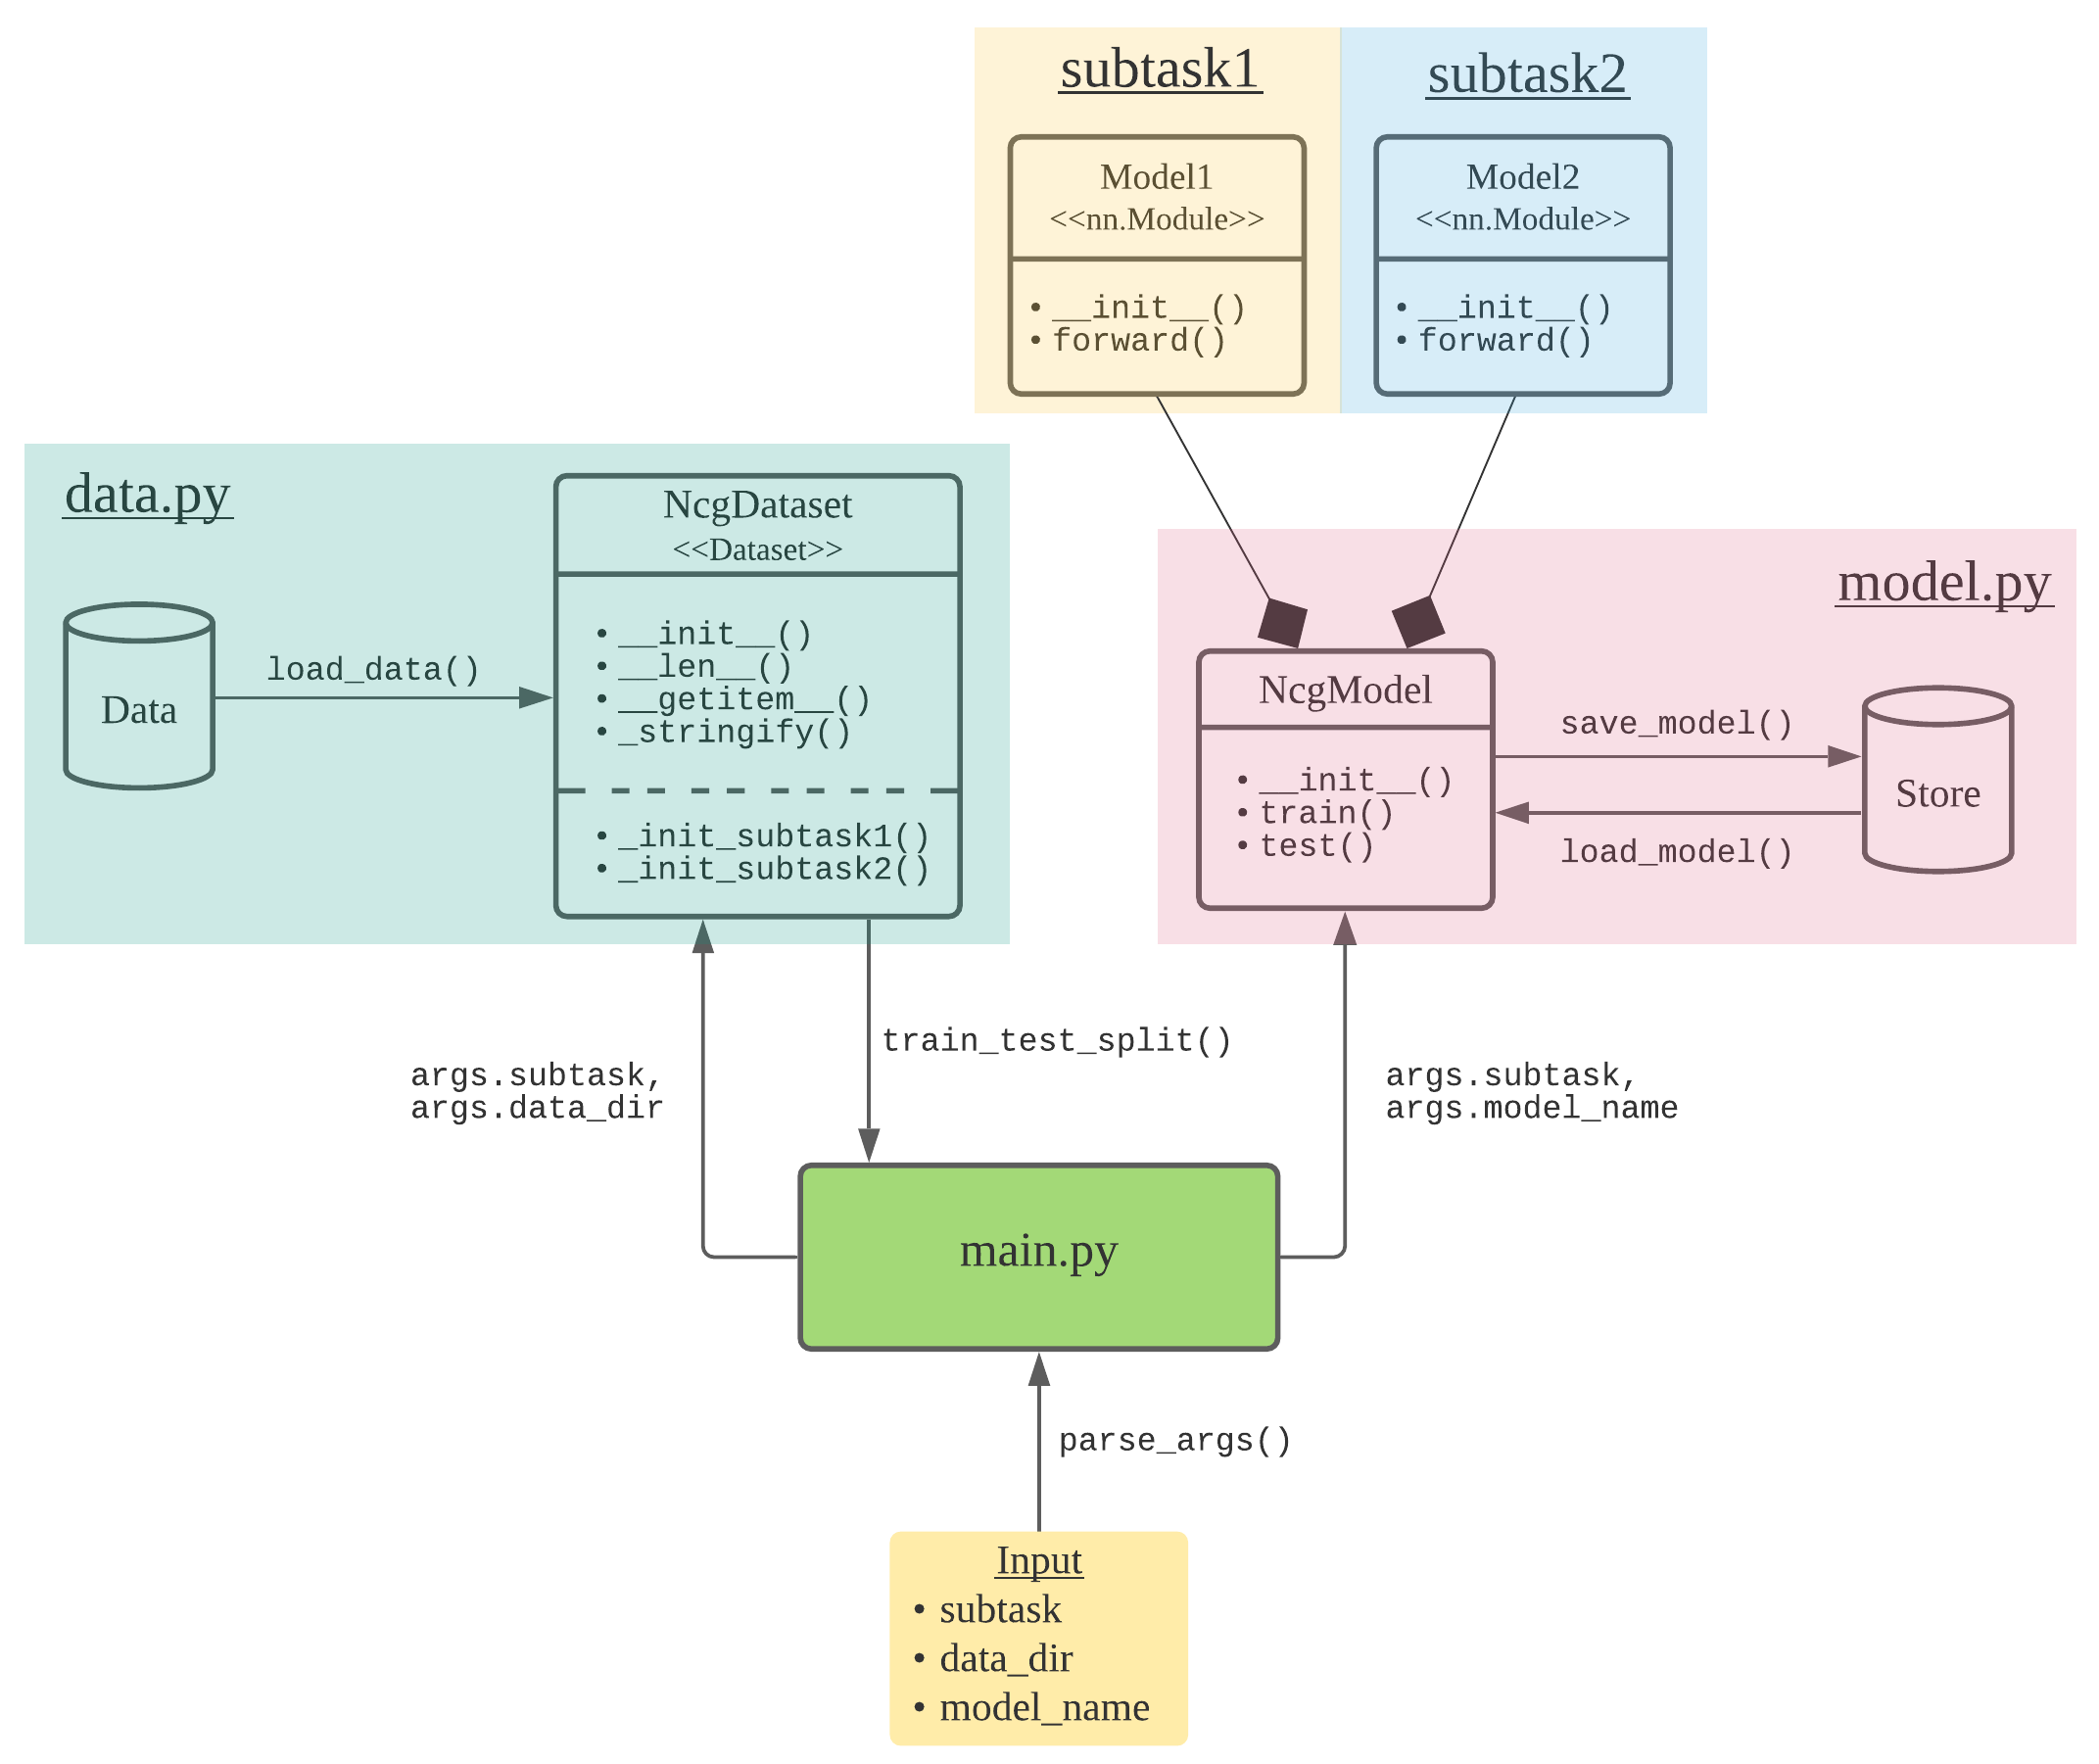 subtask1
subtask2
Model1
<<nn.Module>>
• __init__()
• forward()
Model2
<<nn.Module>>
• __init__()
• forward()
data.py
Data
load_data()
NcgDataset
<<Dataset>>
• __init__()
• __len__()
• __getitem__()
• _stringify()
• _init_subtask1()
• _init_subtask2()
model.py
NcgModel
• __init__()
• train()
• test()
save_model()
load_model()
Store
args.subtask,
args.data_dir
train_test_split()
args.subtask,
args.model_name
main.py
parse_args()
Input
• subtask
• data_dir
• model_name